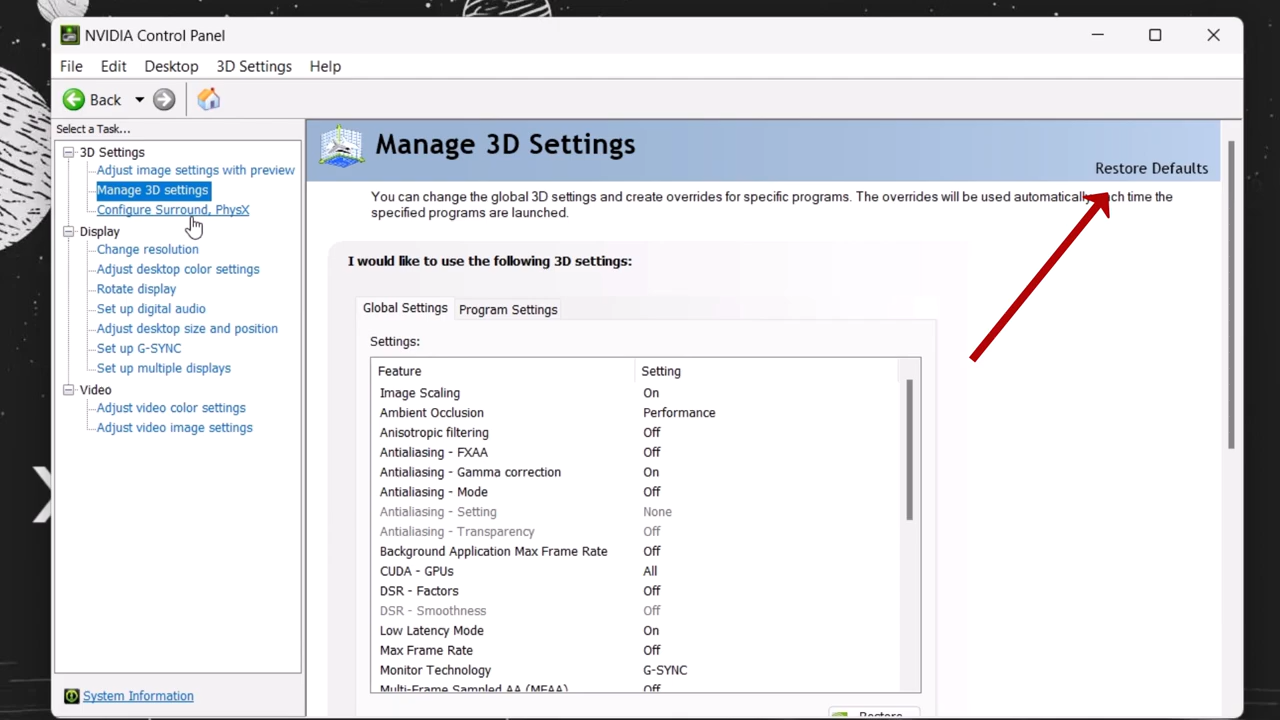 NVIDIA Control Panel
File Edit Desktop 3D Settings Help
Back
Select a Task...
3D Settings
Adjust image settings with preview
Manage 3D settings
Configure Surround, PhysX
Display
Change resolution
Adjust desktop color settings
Rotate display
Set up digital audio
Adjust desktop size and position
Set up G-SYNC
Set up multiple displays
Video
Adjust video color settings
Adjust video image settings
System Information
Manage 3D Settings
Restore Defaults
You can change the global 3D settings and create overrides for specific programs. The overrides will be used automatically each time the
specified programs are launched.
I would like to use the following 3D settings:
Global Settings Program Settings
Settings:
Feature Setting
Image Scaling On
Ambient Occlusion Performance
Anisotropic filtering Off
Antialiasing - FXAA Off
Antialiasing - Gamma correction On
Antialiasing - Mode Off
Antialiasing - Setting None
Antialiasing - Transparency Off
Background Application Max Frame Rate Off
CUDA - GPUs All
DSR - Factors Off
DSR - Smoothness Off
Low Latency Mode On
Max Frame Rate Off
Monitor Technology G-SYNC
Multi-Frame Sampled AA (MFAA) Off
Restore